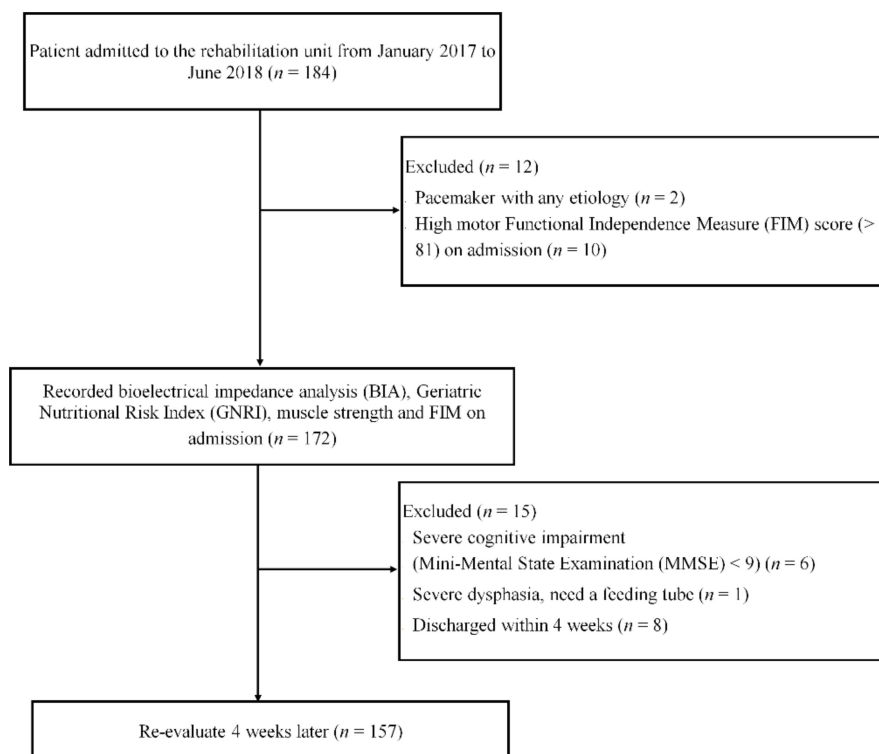 Patient admitted to the rehabilitation unit from January 2017 to
June 2018 (n = 184)
Excluded (n = 12)
Pacemaker with any etiology (n = 2)
High motor Functional Independence Measure (FIM) score (>
81) on admission (n = 10)
Recorded bioelectrical impedance analysis (BIA), Geriatric
Nutritional Risk Index (GNRI), muscle strength and FIM on
admission (n = 172)
Excluded (n = 15)
Severe cognitive impairment
(Mini-Mental State Examination (MMSE) < 9) (n = 6)
Severe dysphasia, need a feeding tube (n = 1)
Discharged within 4 weeks (n = 8)
Re-evaluate 4 weeks later (n = 157)